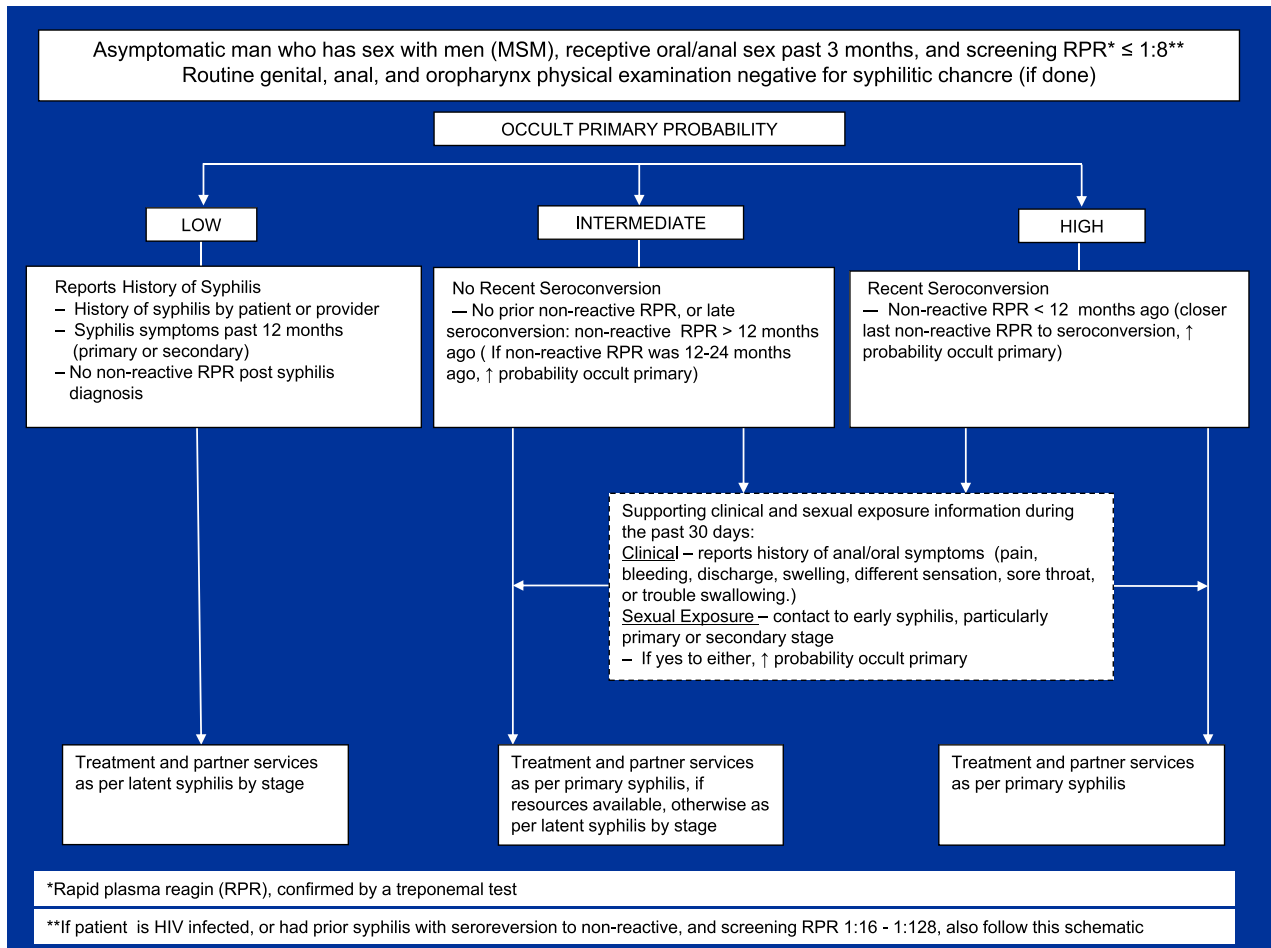 Asymptomatic man who has sex with men (MSM), receptive oral/anal sex past 3 months, and screening RPR* ≤ 1:8**
Routine genital, anal, and oropharynx physical examination negative for syphilitic chancre (if done)
OCCULT PRIMARY PROBABILITY
LOW
INTERMEDIATE
HIGH
Reports History of Syphilis
– History of syphilis by patient or provider
– Syphilis symptoms past 12 months
(primary or secondary)
– No non-reactive RPR post syphilis
diagnosis
No Recent Seroconversion
— No prior non-reactive RPR, or late
seroconversion: non-reactive RPR > 12 months
ago ( If non-reactive RPR was 12-24 months
ago, ↑ probability occult primary)
Recent Seroconversion
– Non-reactive RPR < 12 months ago (closer
last non-reactive RPR to seroconversion, ↑
probability occult primary)
Supporting clinical and sexual exposure information during
the past 30 days:
Clinical – reports history of anal/oral symptoms (pain,
bleeding, discharge, swelling, different sensation, sore throat,
or trouble swallowing.)
Sexual Exposure – contact to early syphilis, particularly
primary or secondary stage
– If yes to either, ↑ probability occult primary
Treatment and partner services
as per latent syphilis by stage
Treatment and partner services
as per primary syphilis, if
resources available, otherwise as
per latent syphilis by stage
Treatment and partner services
as per primary syphilis
*Rapid plasma reagin (RPR), confirmed by a treponemal test
**If patient is HIV infected, or had prior syphilis with seroreversion to non-reactive, and screening RPR 1:16 - 1:128, also follow this schematic